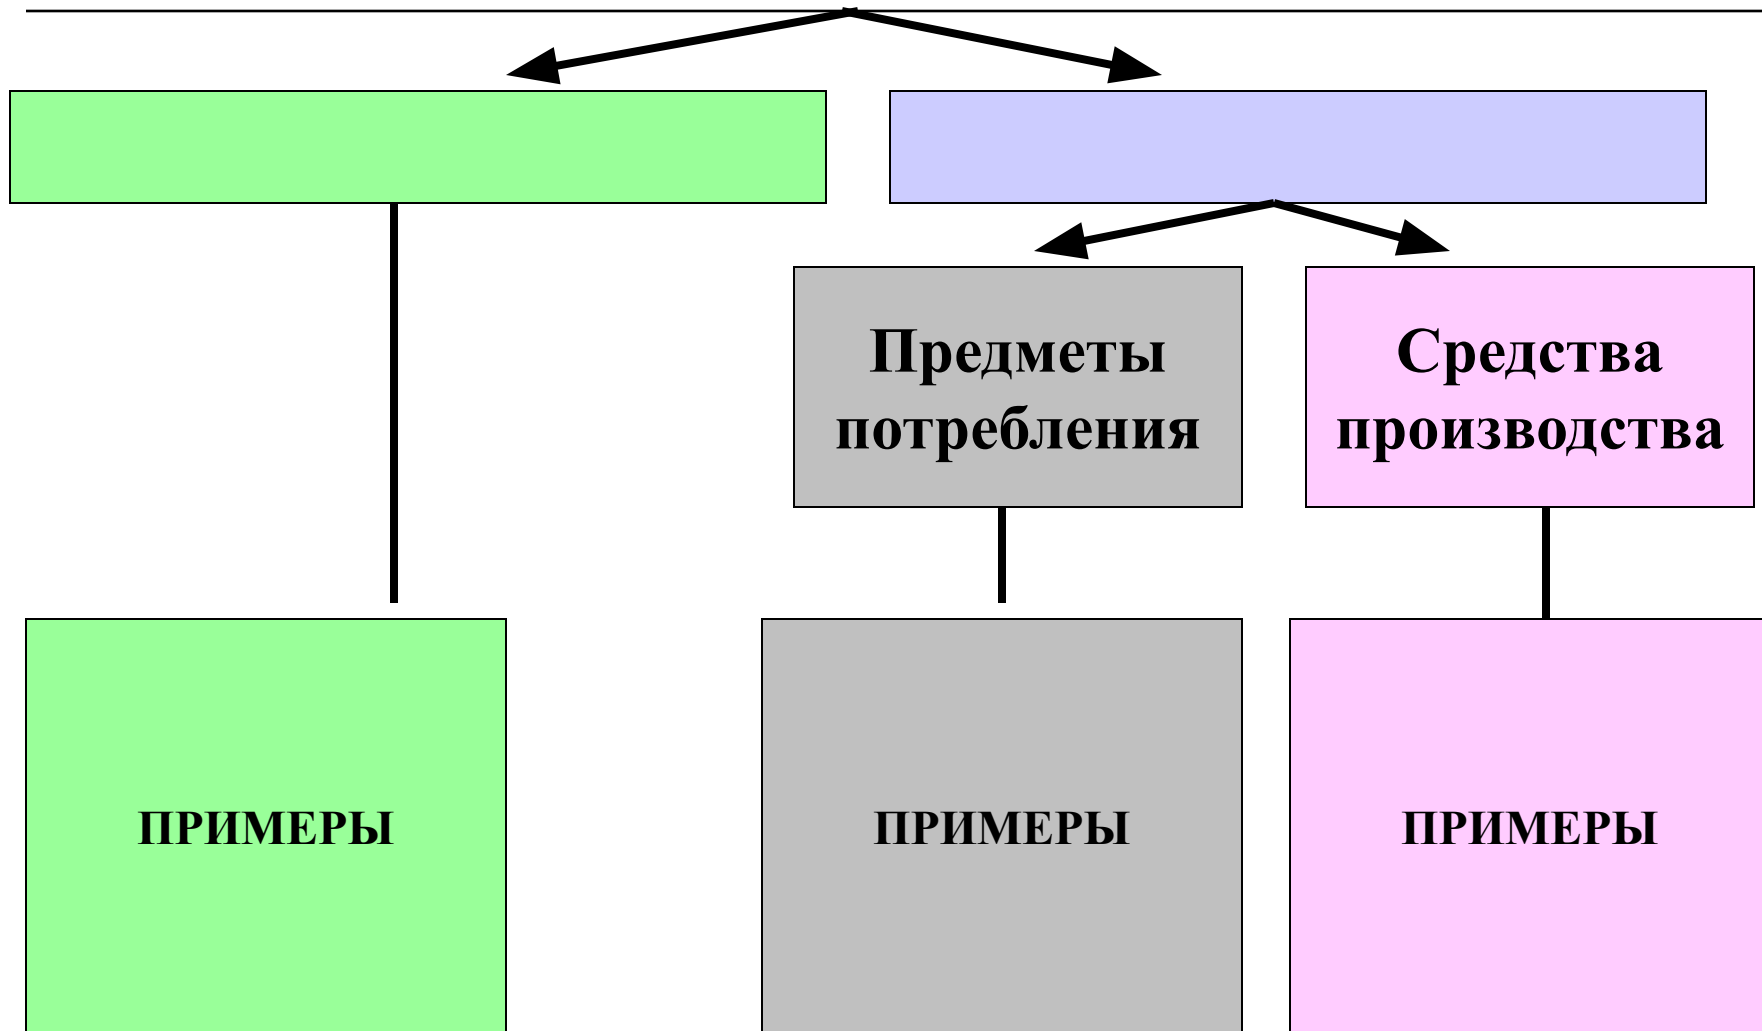 Предметы
потребления
Средства
производства
ПРИМЕРЫ
ПРИМЕРЫ
ПРИМЕРЫ